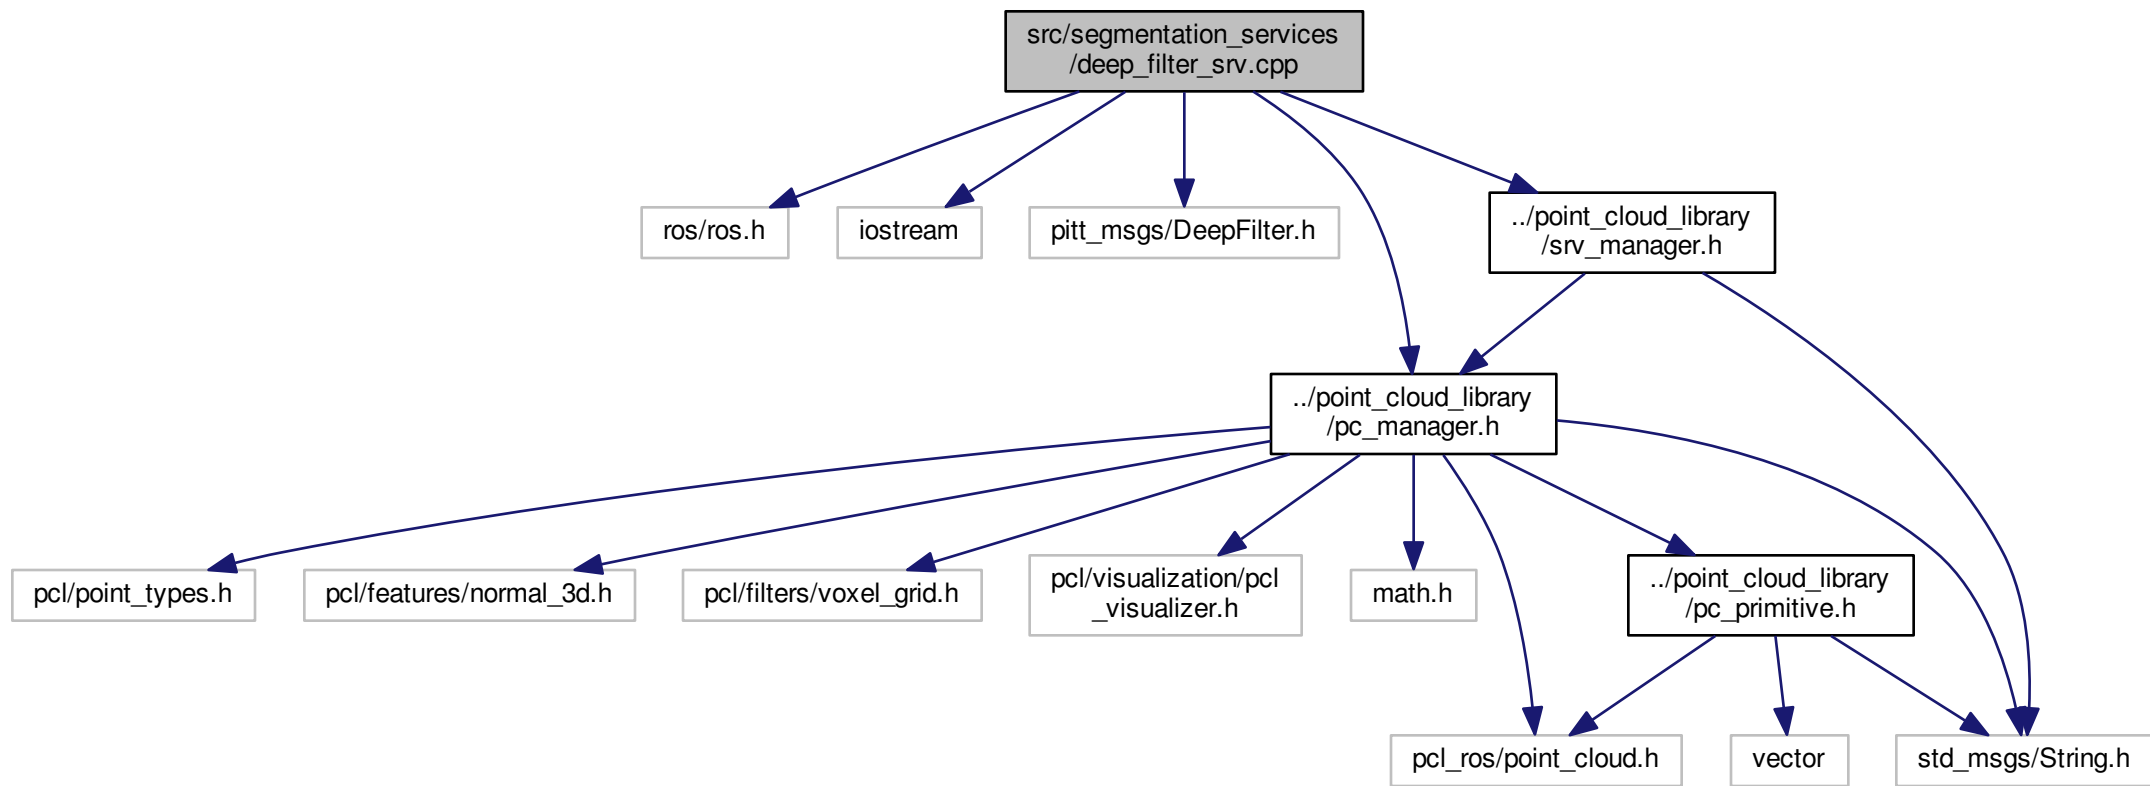 src/segmentation_services
/deep_filter_srv.cpp
ros/ros.h
iostream
pitt_msgs/DeepFilter.h
../point_cloud_library
/srv_manager.h
../point_cloud_library
/pc_manager.h
pcl/point_types.h
pcl/features/normal_3d.h
pcl/filters/voxel_grid.h
pcl/visualization/pcl
_visualizer.h
math.h
../point_cloud_library
/pc_primitive.h
pcl_ros/point_cloud.h
vector
std_msgs/String.h